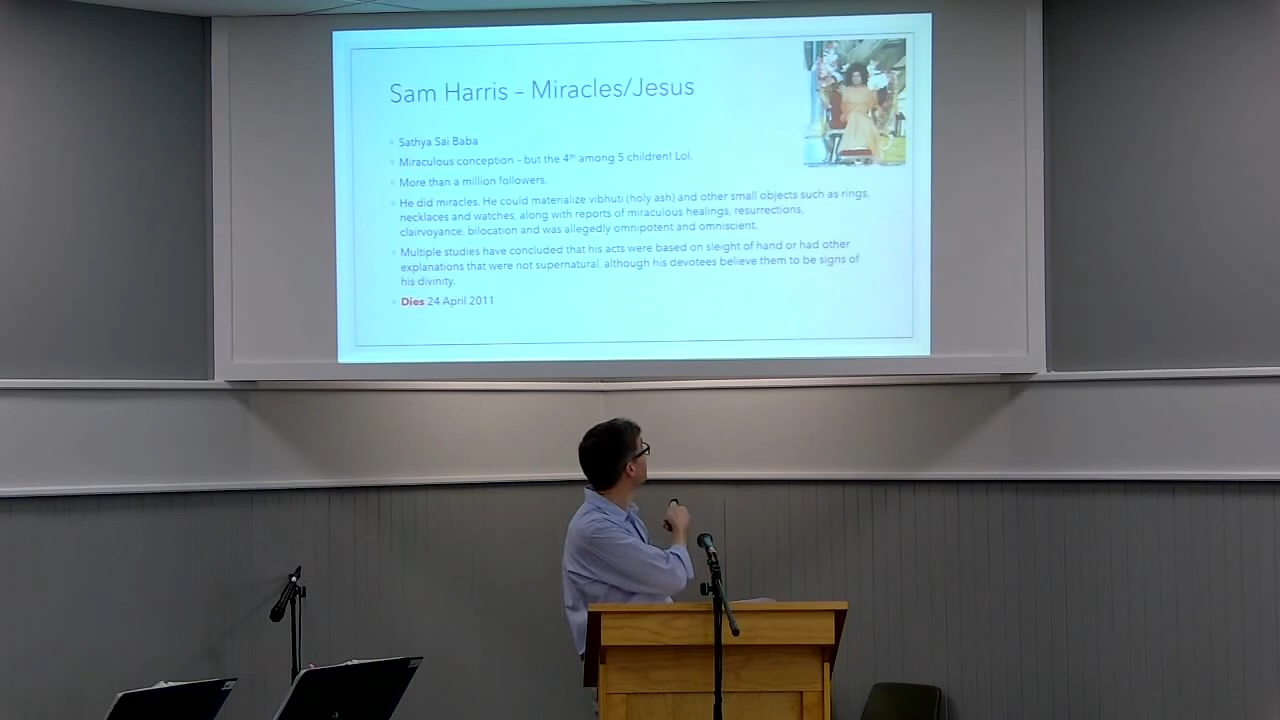 Sam Harris – Miracles/Jesus
Sathya Sai Baba
Miraculous conception – but the 4th among 5 children! Lol.
More than a million followers.
He did miracles. He could materialize vibhuti (holy ash) and other small objects such as rings,
necklaces and watches, along with reports of miraculous healings, resurrections,
clairvoyance, bilocation and was allegedly omnipotent and omniscient.
Multiple studies have concluded that his acts were based on sleight of hand or had other
explanations that were not supernatural, although his devotees believe them to be signs of
his divinity.
Dies 24 April 2011